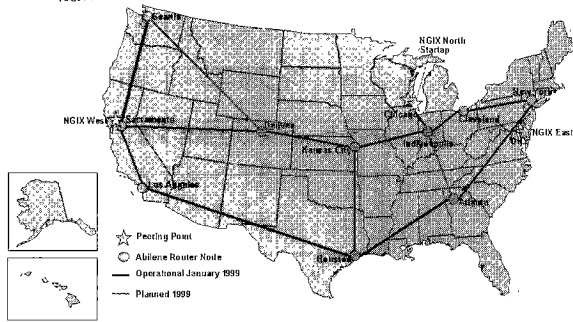 Seattle
NGIX North
Startap
New York
Chicago
Cleveland
NGIX West
Sacramento
Denver
Indianapolis
NGIX East
Kansas City
Los Angeles
Atlanta
Houston
Peering Point
Abilene Router Node
Operational January 1999
Planned 1999